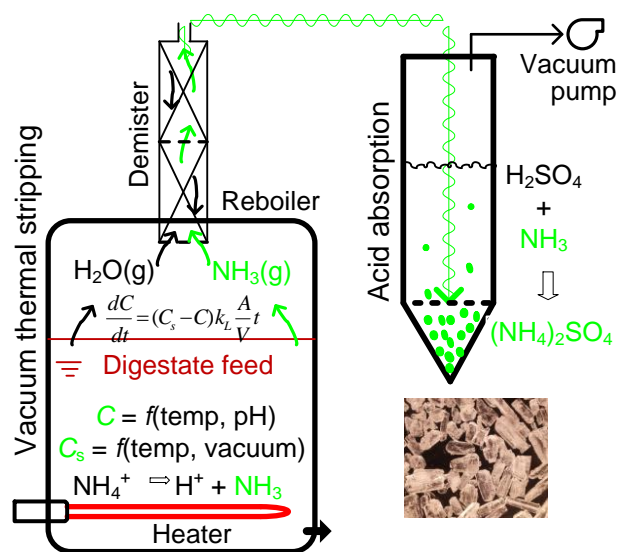 Vacuum
pump
Demister
Reboiler
Acid absorption
H₂SO₄
+
NH₃
⇩
(NH₄)₂SO₄
Vacuum thermal stripping
H₂O(g) NH₃(g)
dC/dt=(Cₛ−C)k_L A/V t
Digestate feed
C = f(temp, pH)
Cₛ = f(temp, vacuum)
NH₄⁺ ⇨ H⁺ + NH₃
Heater